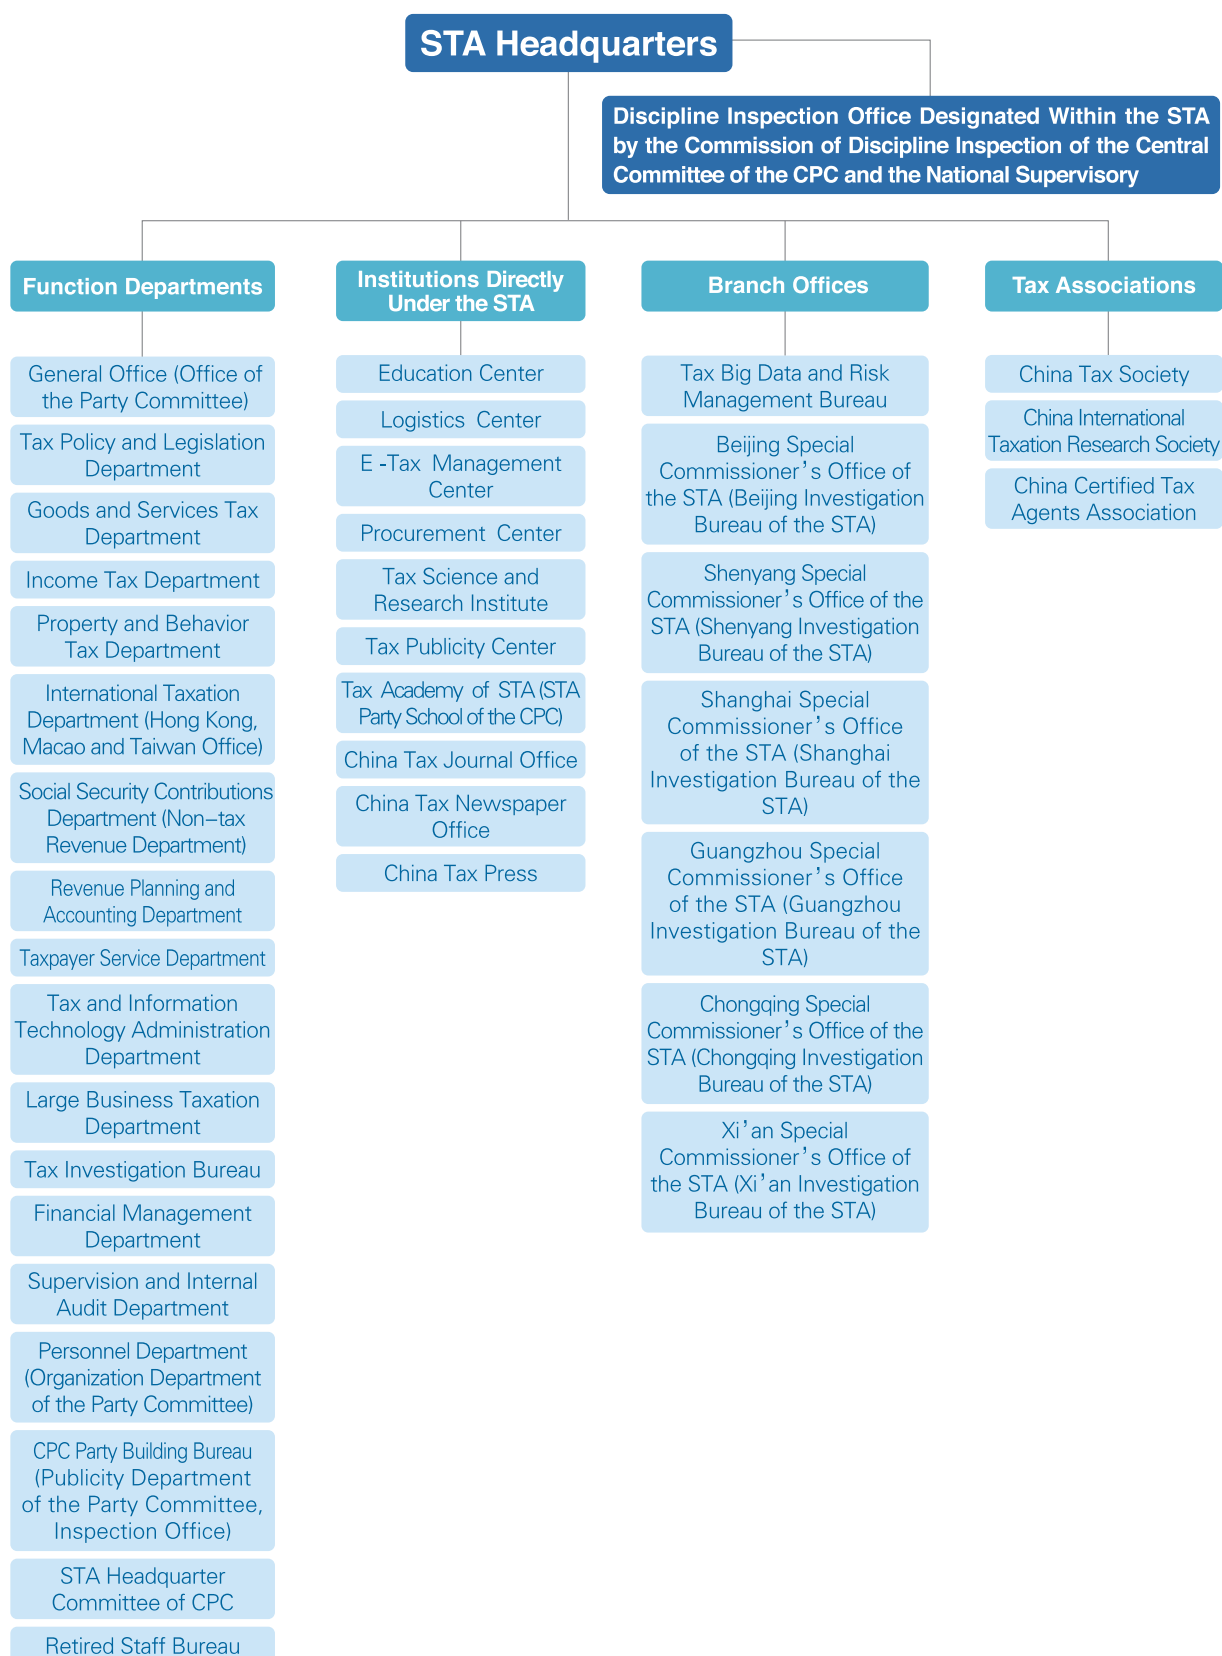 STA Headquarters
Discipline Inspection Office Designated Within the STA
by the Commission of Discipline Inspection of the Central
Committee of the CPC and the National Supervisory
Function Departments
General Office (Office of
the Party Committee)
Tax Policy and Legislation
Department
Goods and Services Tax
Department
Income Tax Department
Property and Behavior
Tax Department
International Taxation
Department (Hong Kong,
Macao and Taiwan Office)
Social Security Contributions
Department (Non–tax
Revenue Department)
Revenue Planning and
Accounting Department
Taxpayer Service Department
Tax and Information
Technology Administration
Department
Large Business Taxation
Department
Tax Investigation Bureau
Financial Management
Department
Supervision and Internal
Audit Department
Personnel Department
(Organization Department
of the Party Committee)
CPC Party Building Bureau
(Publicity Department
of the Party Committee,
Inspection Office)
STA Headquarter
Committee of CPC
Retired Staff Bureau
Institutions Directly
Under the STA
Education Center
Logistics Center
E -Tax Management
Center
Procurement Center
Tax Science and
Research Institute
Tax Publicity Center
Tax Academy of STA (STA
Party School of the CPC)
China Tax Journal Office
China Tax Newspaper
Office
China Tax Press
Branch Offices
Tax Big Data and Risk
Management Bureau
Beijing Special
Commissioner’s Office of
the STA (Beijing Investigation
Bureau of the STA)
Shenyang Special
Commissioner’s Office of the
STA (Shenyang Investigation
Bureau of the STA)
Shanghai Special
Commissioner’s Office
of the STA (Shanghai
Investigation Bureau of the
STA)
Guangzhou Special
Commissioner’s Office
of the STA (Guangzhou
Investigation Bureau of the
STA)
Chongqing Special
Commissioner’s Office of the
STA (Chongqing Investigation
Bureau of the STA)
Xi’an Special
Commissioner’s Office of
the STA (Xi’an Investigation
Bureau of the STA)
Tax Associations
China Tax Society
China International
Taxation Research Society
China Certified Tax
Agents Association